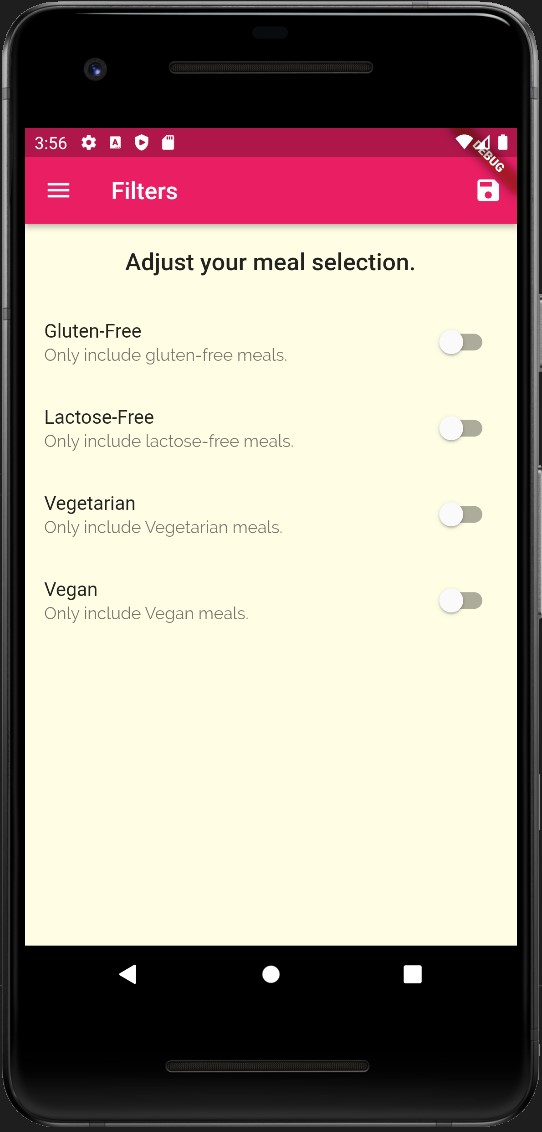 3:56
DEBUG
Filters
Adjust your meal selection.
Gluten-Free
Only include gluten-free meals.
Lactose-Free
Only include lactose-free meals.
Vegetarian
Only include Vegetarian meals.
Vegan
Only include Vegan meals.